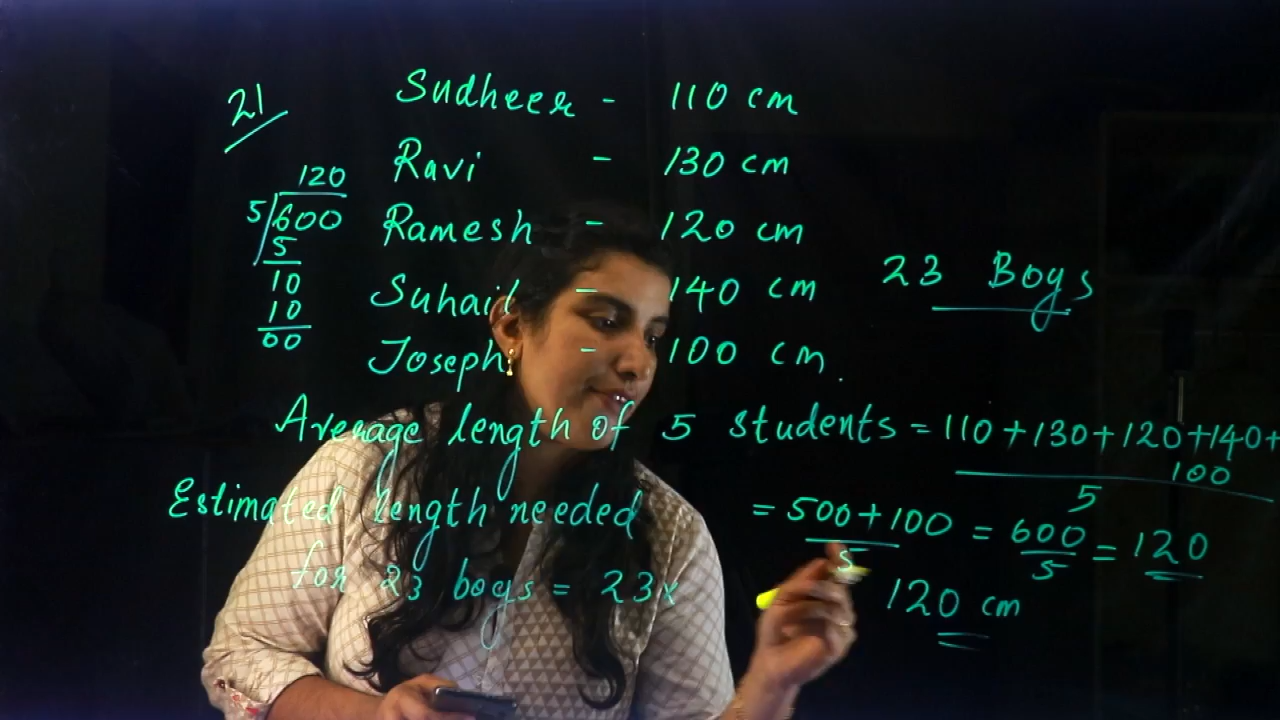 21
Sudheer - 110 cm
Ravi - 130 cm
Ramesh - 120 cm
Suhail - 140 cm
Joseph - 100 cm.
120
5 600
5
10
10
00
23 Boys
Average length of 5 students = 110+130+120+140+
100
5
= 500+100 = 600 = 120
5 5
120 cm
Estimated length needed
for 23 boys = 23x